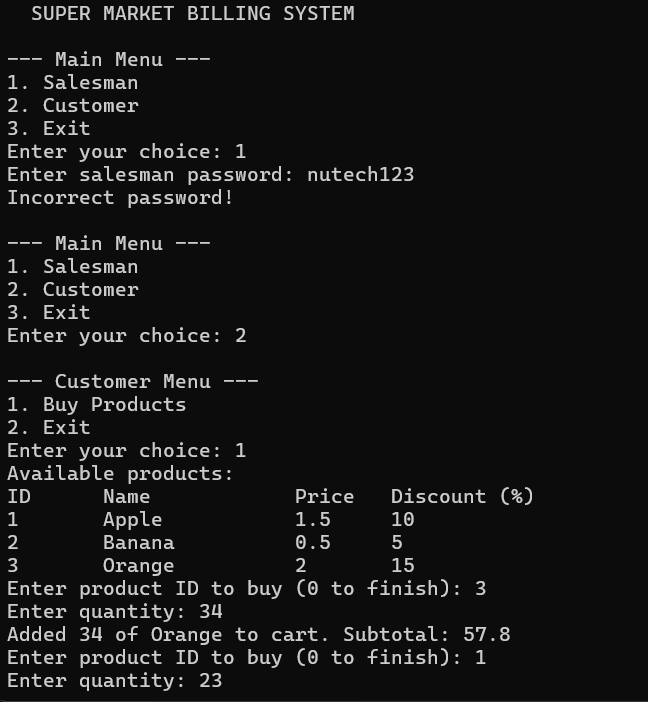 SUPER MARKET BILLING SYSTEM
--- Main Menu ---
1. Salesman
2. Customer
3. Exit
Enter your choice: 1
Enter salesman password: nutech123
Incorrect password!
--- Main Menu ---
1. Salesman
2. Customer
3. Exit
Enter your choice: 2
--- Customer Menu ---
1. Buy Products
2. Exit
Enter your choice: 1
Available products:
ID Name Price Discount (%)
1 Apple 1.5 10
2 Banana 0.5 5
3 Orange 2 15
Enter product ID to buy (0 to finish): 3
Enter quantity: 34
Added 34 of Orange to cart. Subtotal: 57.8
Enter product ID to buy (0 to finish): 1
Enter quantity: 23